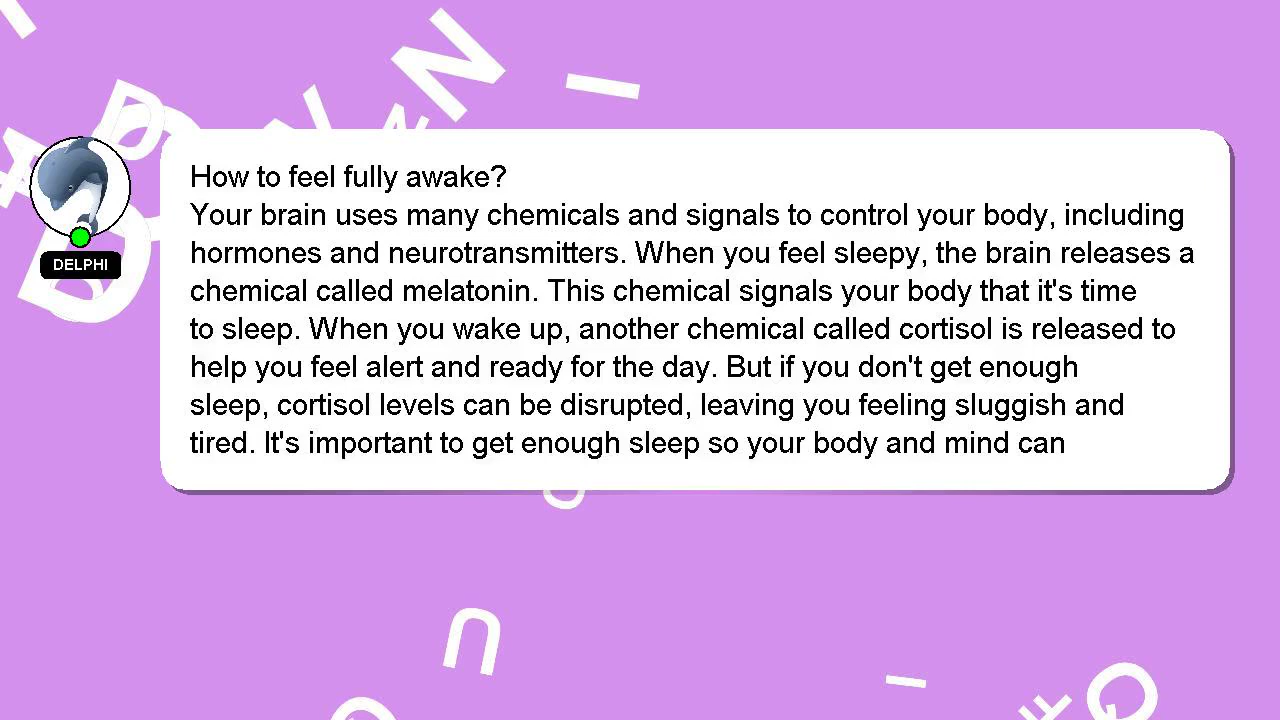 How to feel fully awake?
Your brain uses many chemicals and signals to control your body, including
hormones and neurotransmitters. When you feel sleepy, the brain releases a
chemical called melatonin. This chemical signals your body that it's time
to sleep. When you wake up, another chemical called cortisol is released to
help you feel alert and ready for the day. But if you don't get enough
sleep, cortisol levels can be disrupted, leaving you feeling sluggish and
tired. It's important to get enough sleep so your body and mind can
DELPHI